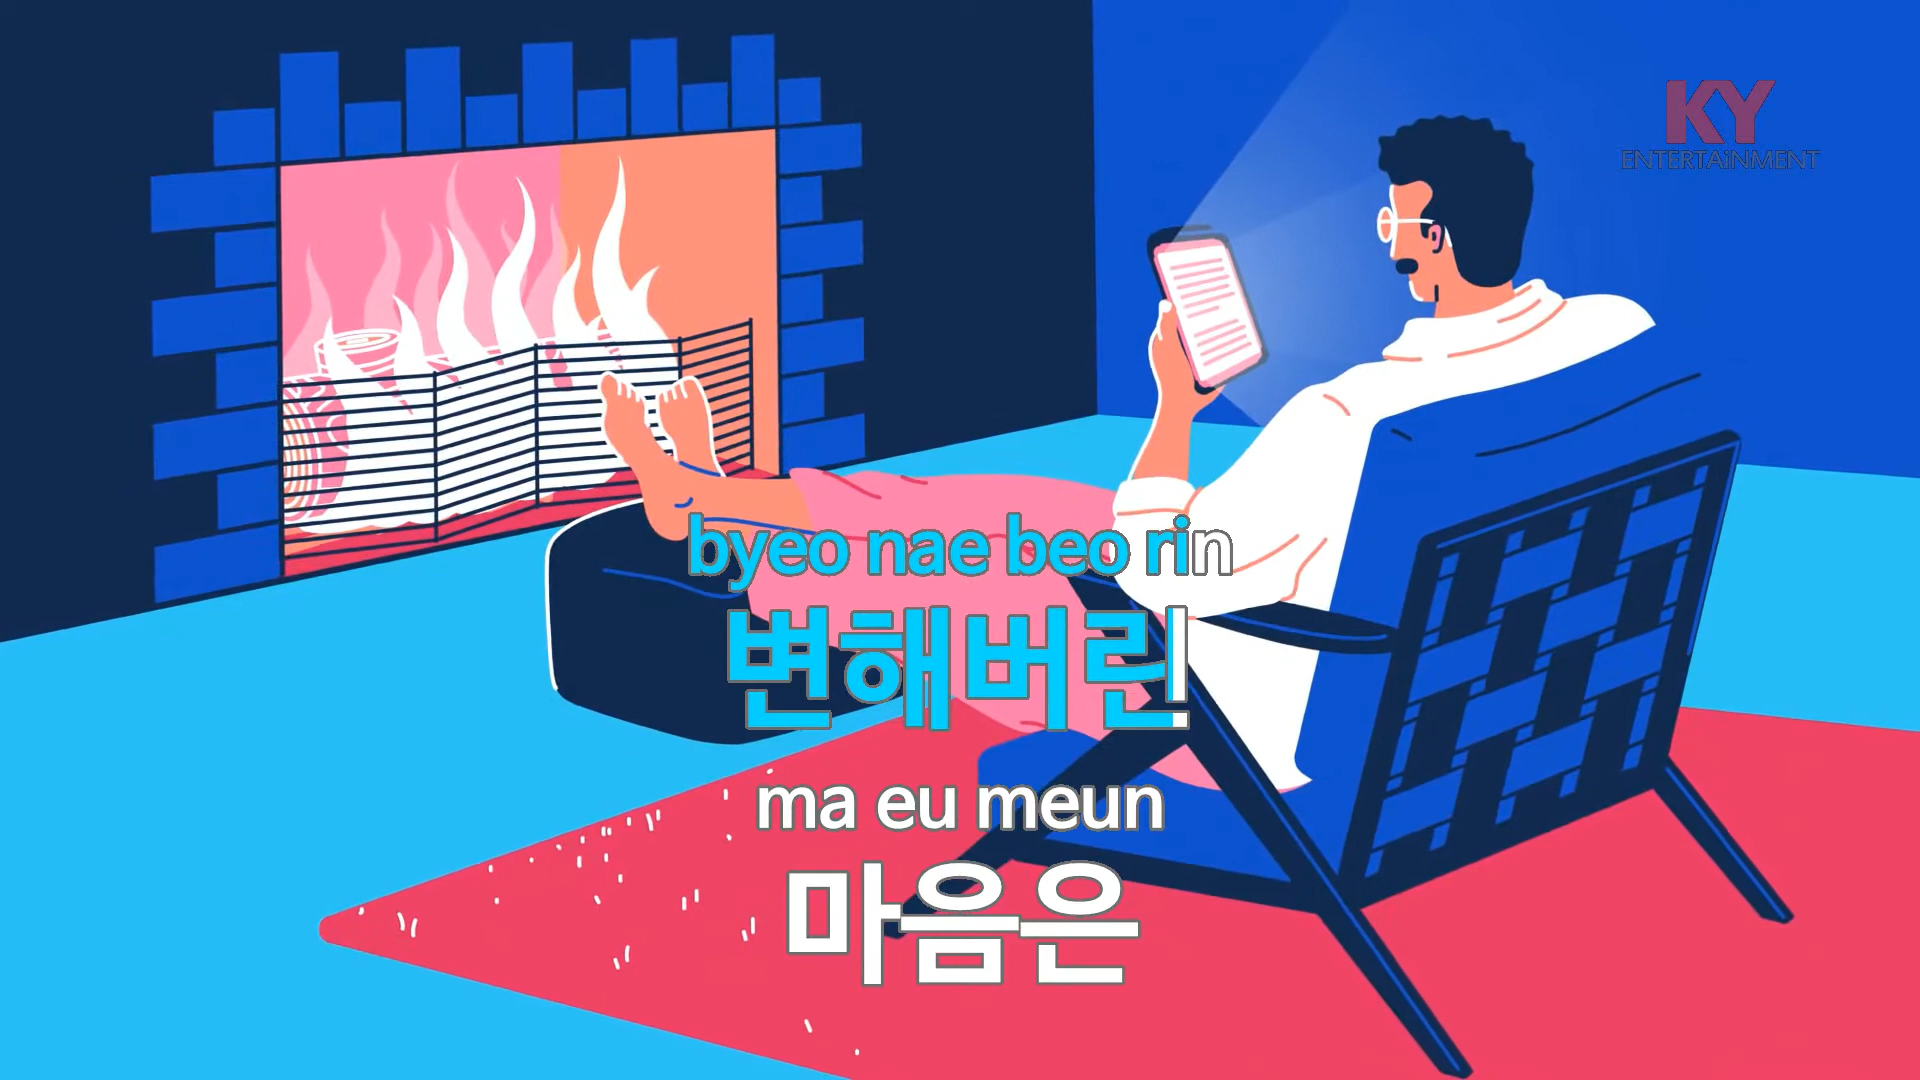 KY
ENTERTAiNMENT
byeo nae beo rin
변해버린
ma eu meun
마음은